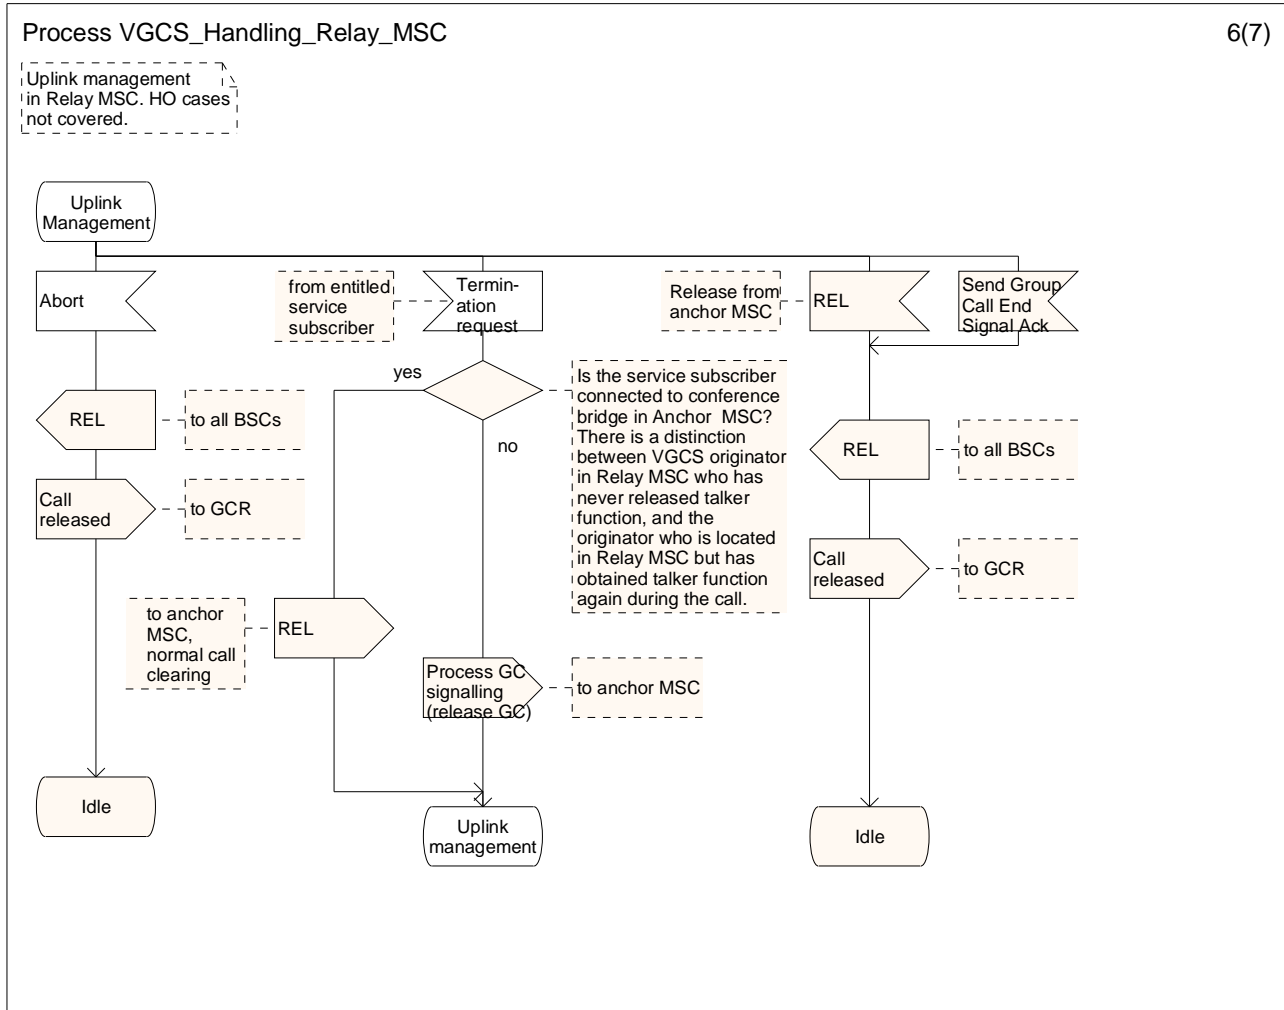 Process VGCS_Handling_Relay_MSC
6(7)
Uplink management
in Relay MSC. HO cases
not covered.
Uplink
Management
Abort
from entitled
service
subscriber
Termin-
ation
request
Release from
anchor MSC
REL
Send Group
Call End
Signal Ack
yes
no
Is the service subscriber
connected to conference
bridge in Anchor MSC?
There is a distinction
between VGCS originator
in Relay MSC who has
never released talker
function, and the
originator who is located
in Relay MSC but has
obtained talker function
again during the call.
REL
to all BSCs
REL
to all BSCs
Call
released
to GCR
Call
released
to GCR
to anchor
MSC,
normal call
clearing
REL
Process GC
signalling
(release GC)
to anchor MSC
Idle
Uplink
management
Idle